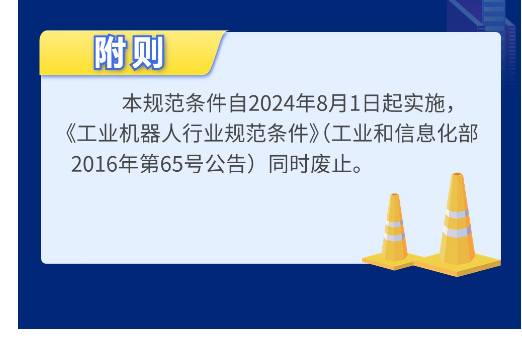 附则
本规范条件自2024年8月1日起实施，
《工业机器人行业规范条件》（工业和信息化部
2016年第65号公告）同时废止。